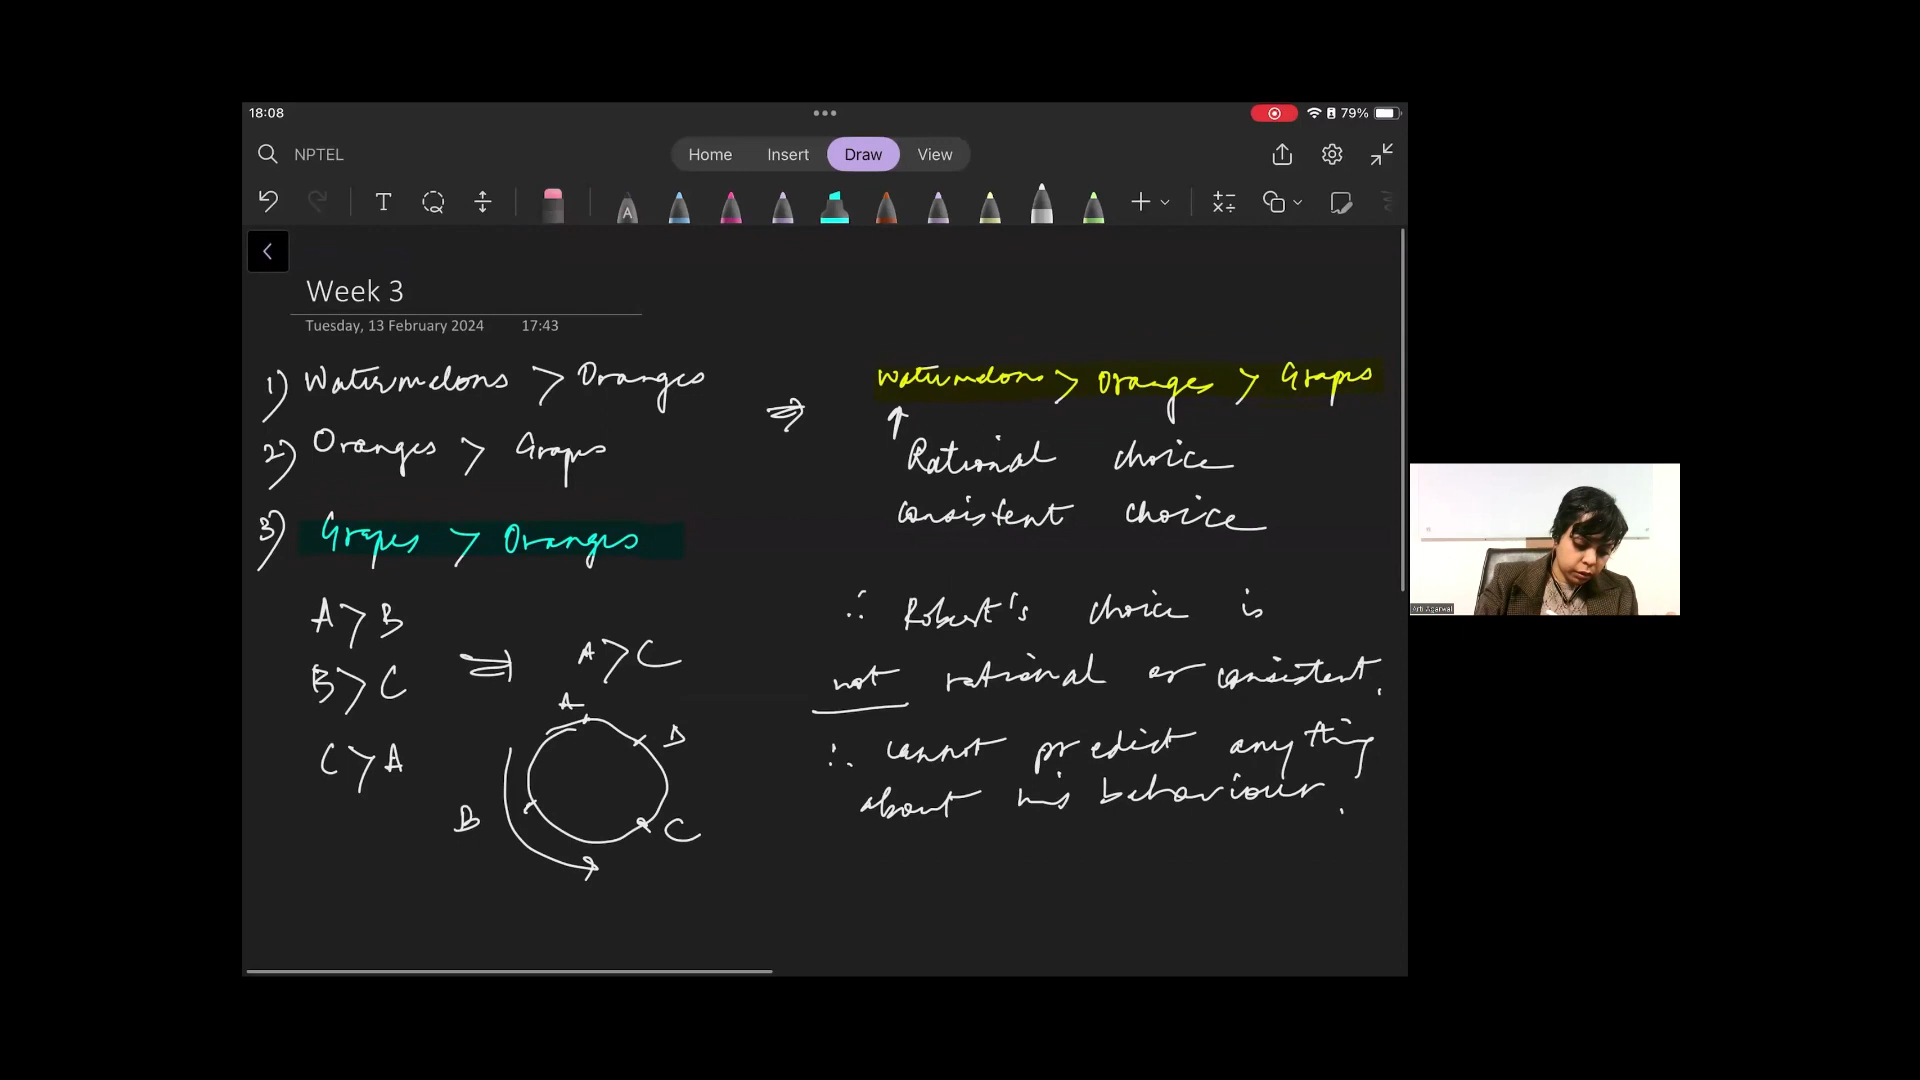 18:08
79%
NPTEL
Home Insert Draw View
T
A
Week 3
Tuesday, 13 February 2024 17:43
1) Watermelons > Oranges
2) Oranges > Grapes
3) Grapes > Oranges
A > B
B > C
C > A
⇒ A > C
A
D
B
C
⇒ Watermelons > Oranges > Grapes
↑
Rational choice
consistent choice
∴ Robert's choice is
not rational or consistent.
∴ cannot predict anything
about his behaviour.
Arti Agarwal